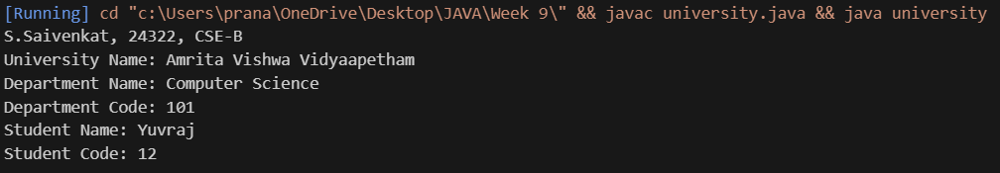 [Running] cd "c:\Users\prana\OneDrive\Desktop\JAVA\Week 9\" && javac university.java && java university
S.Saivenkat, 24322, CSE-B
University Name: Amrita Vishwa Vidyaapetham
Department Name: Computer Science
Department Code: 101
Student Name: Yuvraj
Student Code: 12